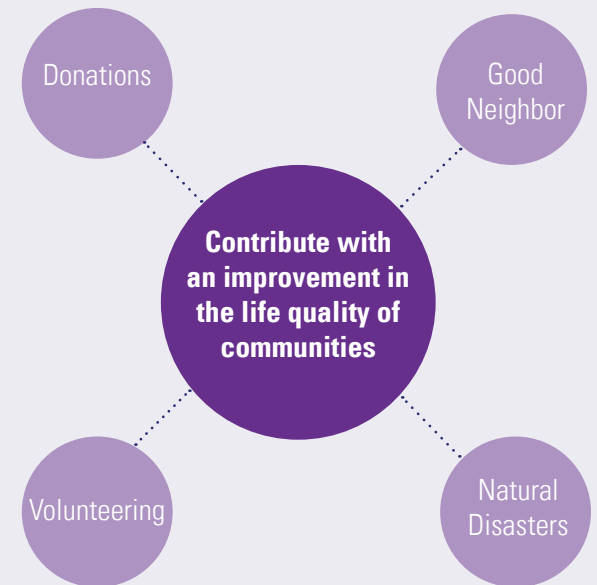 Donations
Good
Neighbor
Contribute with
an improvement in
the life quality of
communities
Volunteering
Natural
Disasters